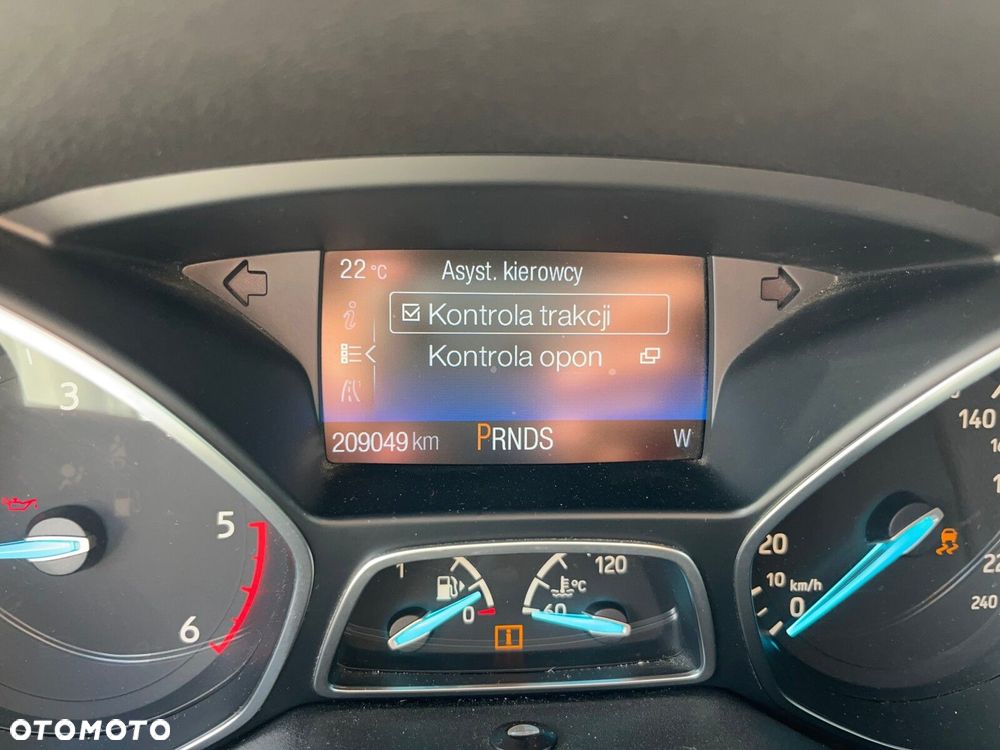 22 °C
Asyst. kierowcy
Kontrola trakcji
Kontrola opon
209049 km
PRNDS
W
3
5
6
1
0
120
60
°C
20
10
km/h
0
140
22
240
OTOMOTO